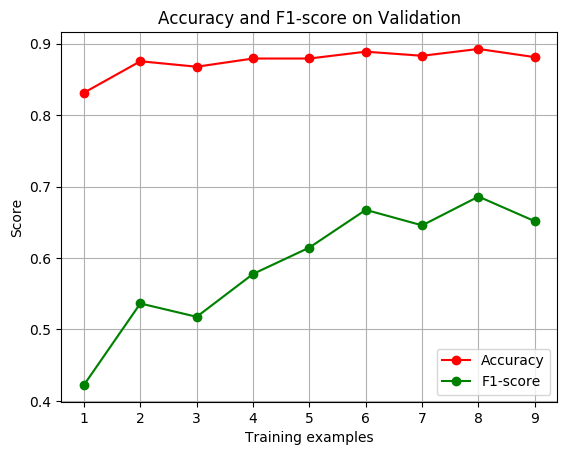 Accuracy and F1-score on Validation
0.9
0.8
0.7
0.6
0.5
0.4
Score
Accuracy
F1-score
1 2 3 4 5 6 7 8 9
Training examples